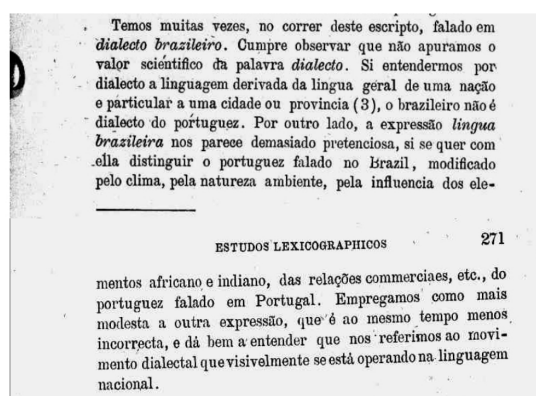 Temos muitas vezes, no correr deste escripto, falado em
dialecto brazileiro. Cumpre observar que não apuramos o
valor scientifico da palavra dialecto. Si entendermos por
dialecto a linguagem derivada da lingua geral de uma nação
e particular a uma cidade ou provincia (3), o brazileiro não é
dialecto do portuguez. Por outro lado, a expressão lingua
brazileira nos parece demasiado pretenciosa, si se quer com
ella distinguir o portuguez falado no Brazil, modificado
pelo clima, pela natureza ambiente, pela influencia dos ele-
ESTUDOS LEXICOGRAPHICOS 271
mentos africano e indiano, das relações commerciaes, etc., do
portuguez falado em Portugal. Empregamos como mais
modesta a outra expressão, que é ao mesmo tempo menos
incorrecta, e dá bem a entender que nos referimos ao movi-
mento dialectal que visivelmente se está operando na linguagem
nacional.